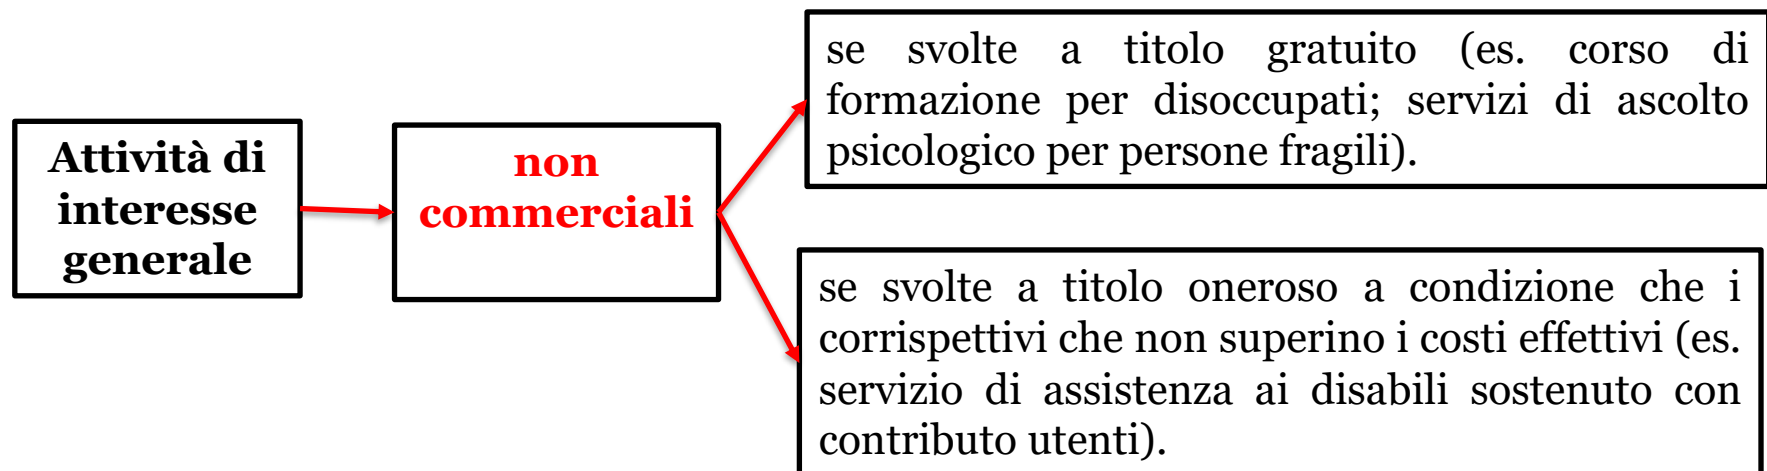 Attività di
interesse
generale
non
commerciali
se svolte a titolo gratuito (es. corso di
formazione per disoccupati; servizi di ascolto
psicologico per persone fragili).
se svolte a titolo oneroso a condizione che i
corrispettivi che non superino i costi effettivi (es.
servizio di assistenza ai disabili sostenuto con
contributo utenti).